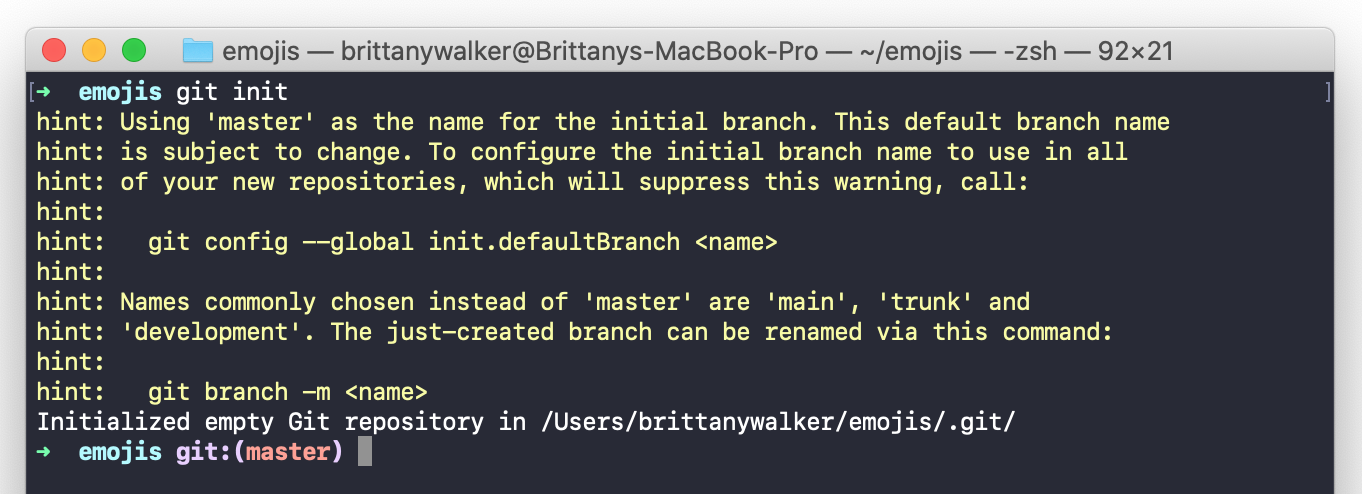 emojis — brittanywalker@Brittanys-MacBook-Pro — ~/emojis — -zsh — 92×21
[➜  emojis git init ]
hint: Using 'master' as the name for the initial branch. This default branch name
hint: is subject to change. To configure the initial branch name to use in all
hint: of your new repositories, which will suppress this warning, call:
hint:
hint:   git config --global init.defaultBranch <name>
hint:
hint: Names commonly chosen instead of 'master' are 'main', 'trunk' and
hint: 'development'. The just-created branch can be renamed via this command:
hint:
hint:   git branch -m <name>
Initialized empty Git repository in /Users/brittanywalker/emojis/.git/
➜  emojis git:(master)